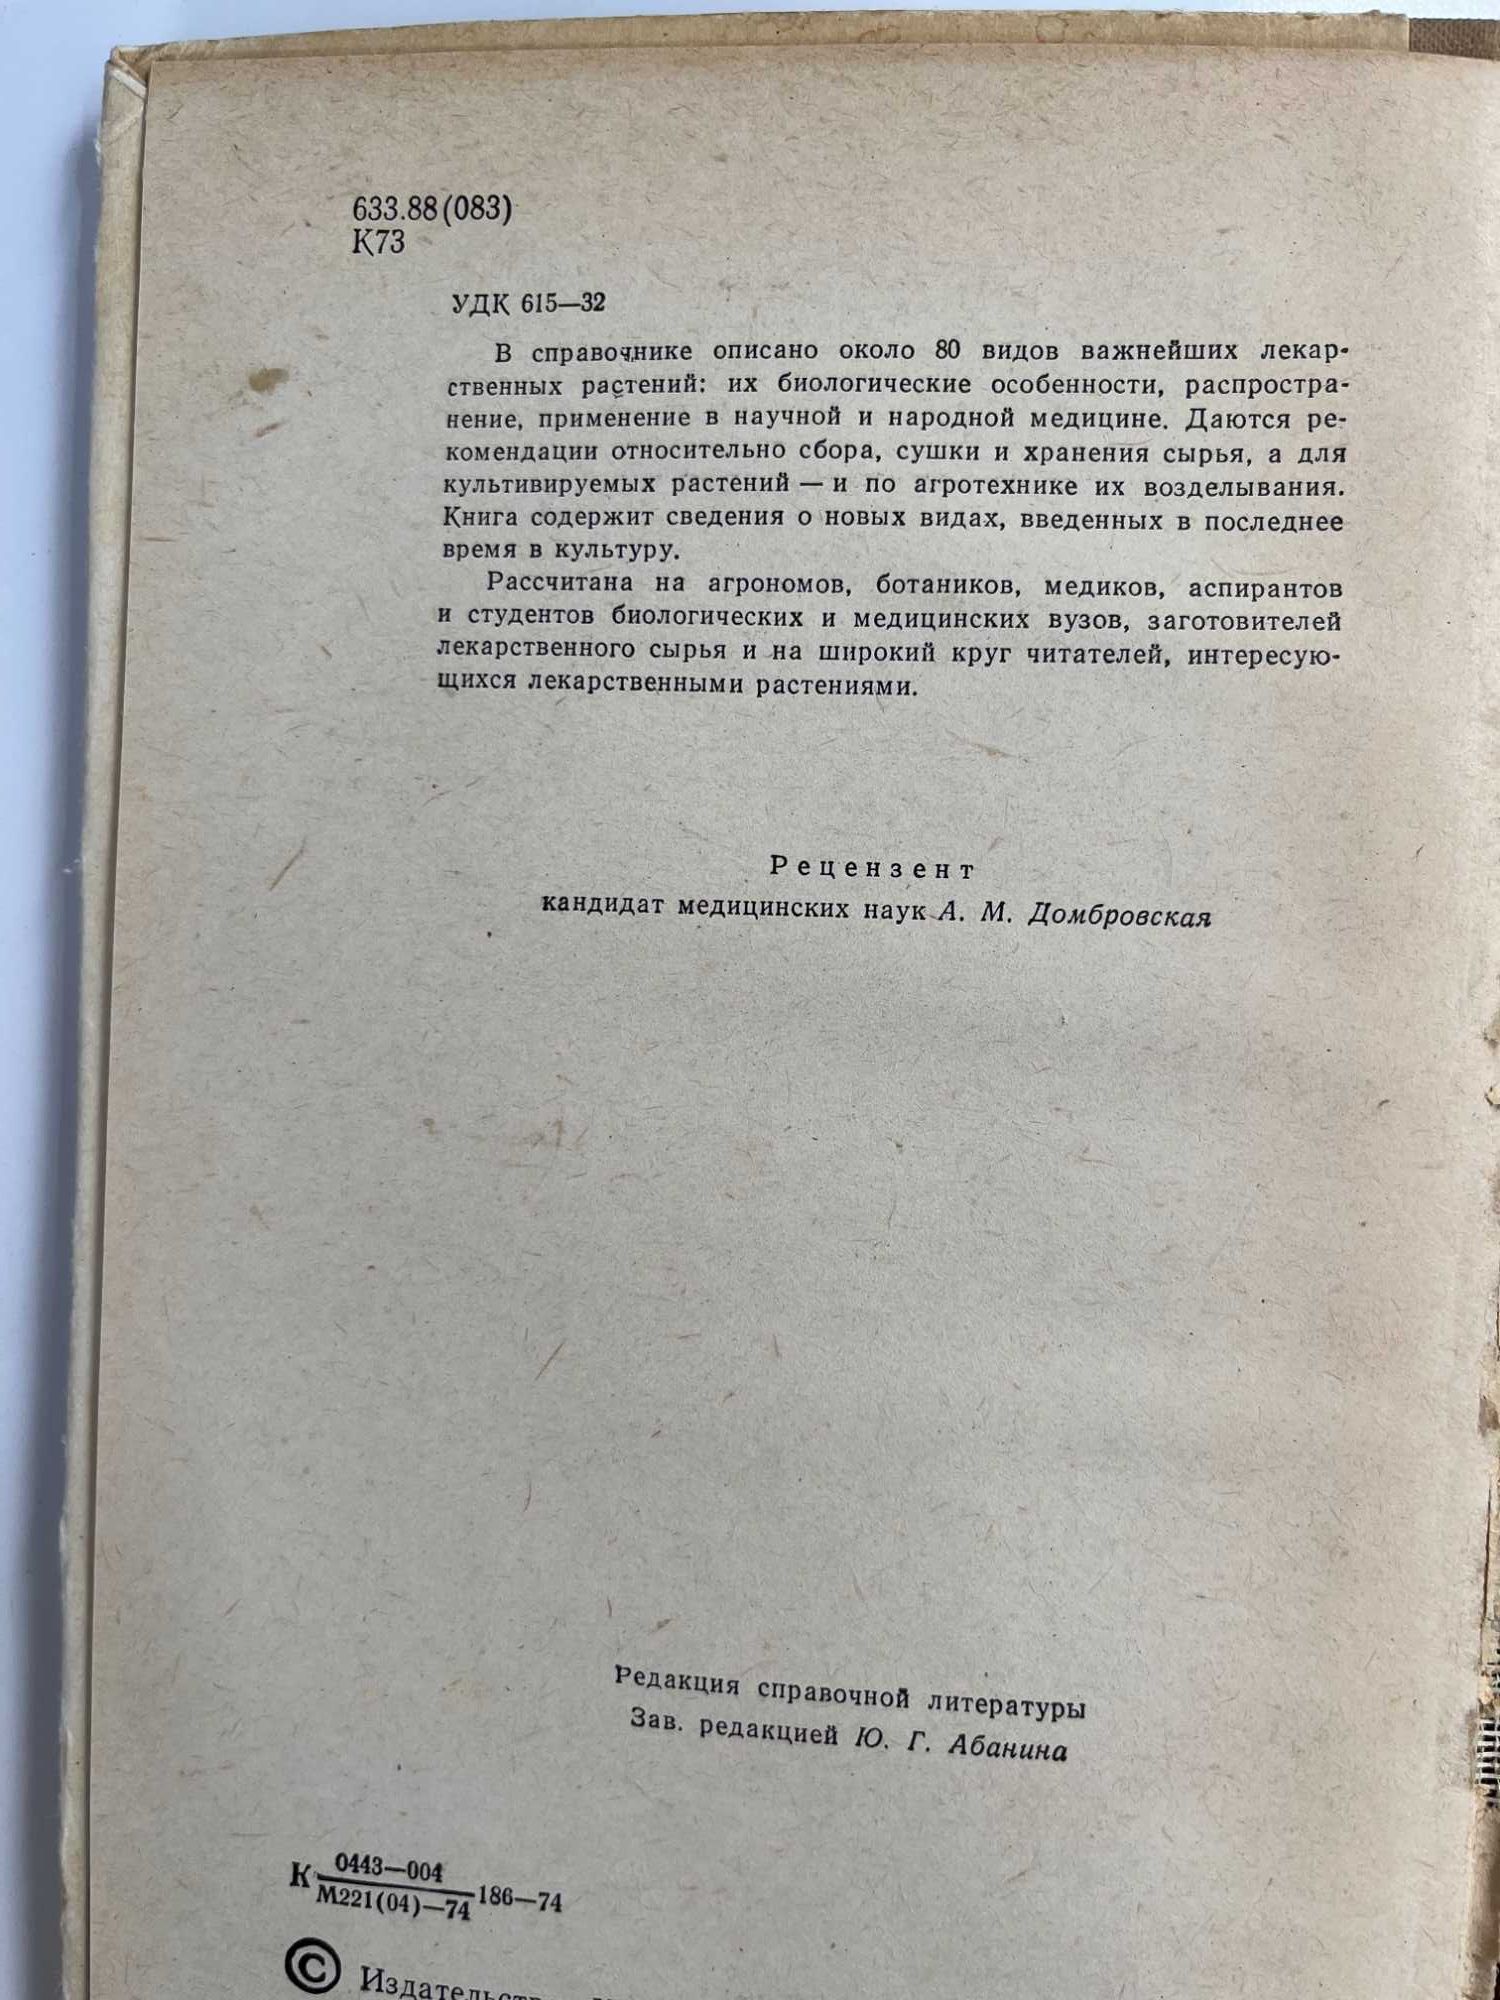 633.88(083)
К73
УДК 615—32
В справочнике описано около 80 видов важнейших лекар-
ственных растений: их биологические особенности, распростра-
нение, применение в научной и народной медицине. Даются ре-
комендации относительно сбора, сушки и хранения сырья, а для
культивируемых растений — и по агротехнике их возделывания.
Книга содержит сведения о новых видах, введенных в последнее
время в культуру.
Рассчитана на агрономов, ботаников, медиков, аспирантов
и студентов биологических и медицинских вузов, заготовителей
лекарственного сырья и на широкий круг читателей, интересую-
щихся лекарственными растениями.
Рецензент
кандидат медицинских наук А. М. Домбровская
Редакция справочной литературы
Зав. редакцией Ю. Г. Абанина
К 0443—004
М221(04)—74 186—74
©